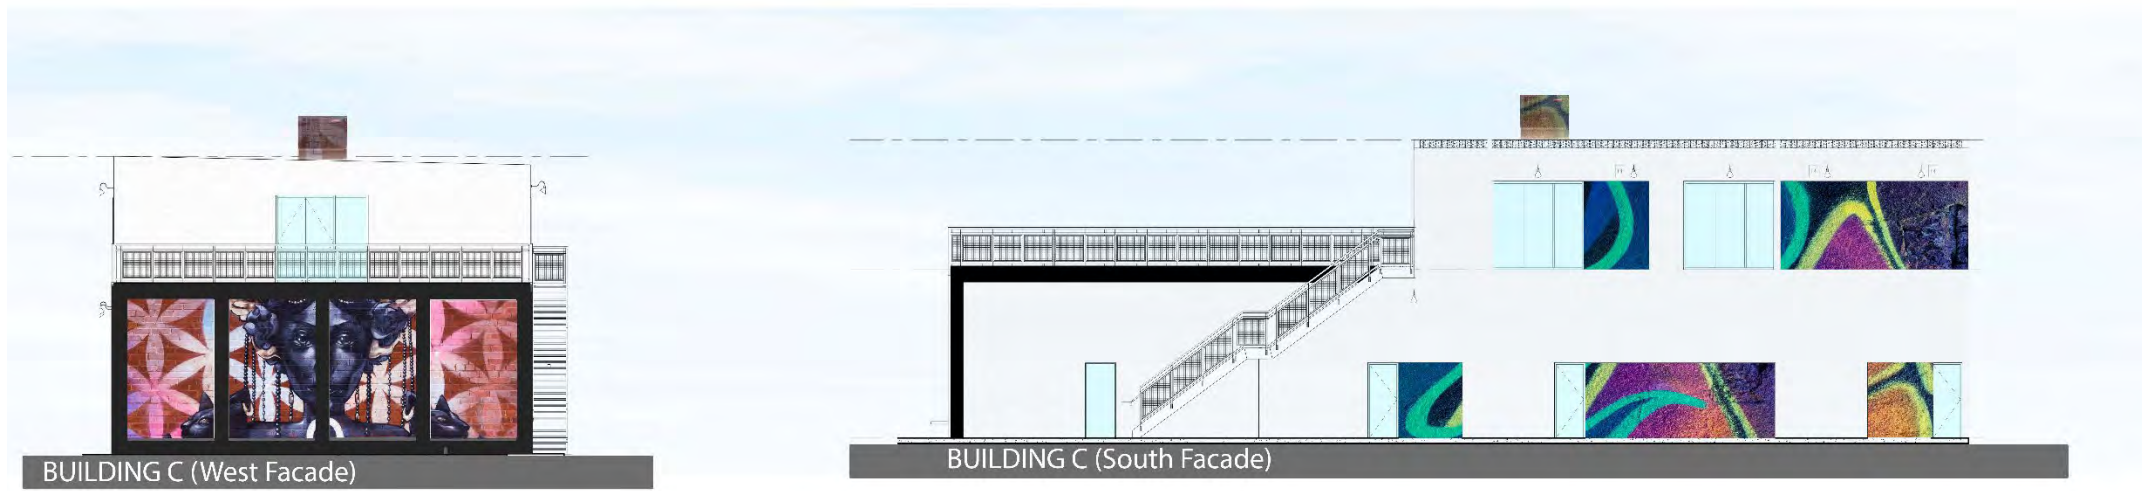 BUILDING C (West Facade)
BUILDING C (South Facade)